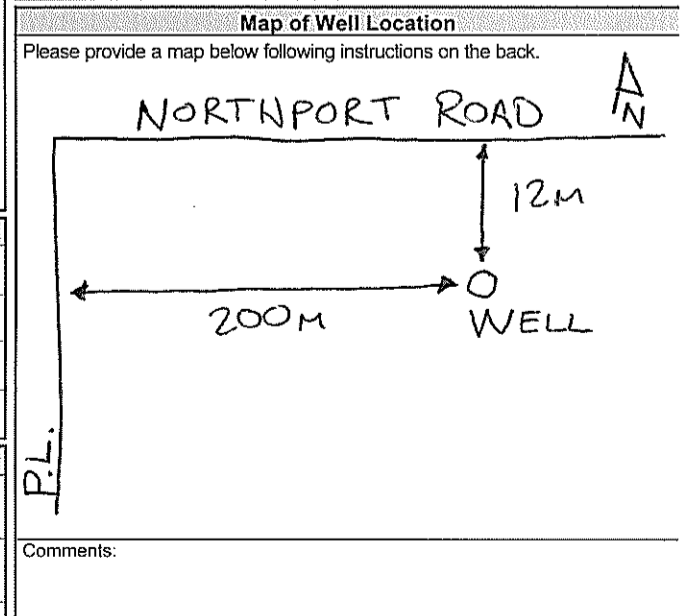 Map of Well Location
Please provide a map below following instructions on the back.
N
NORTHPORT ROAD
12M
200M
WELL
P.L.
Comments: